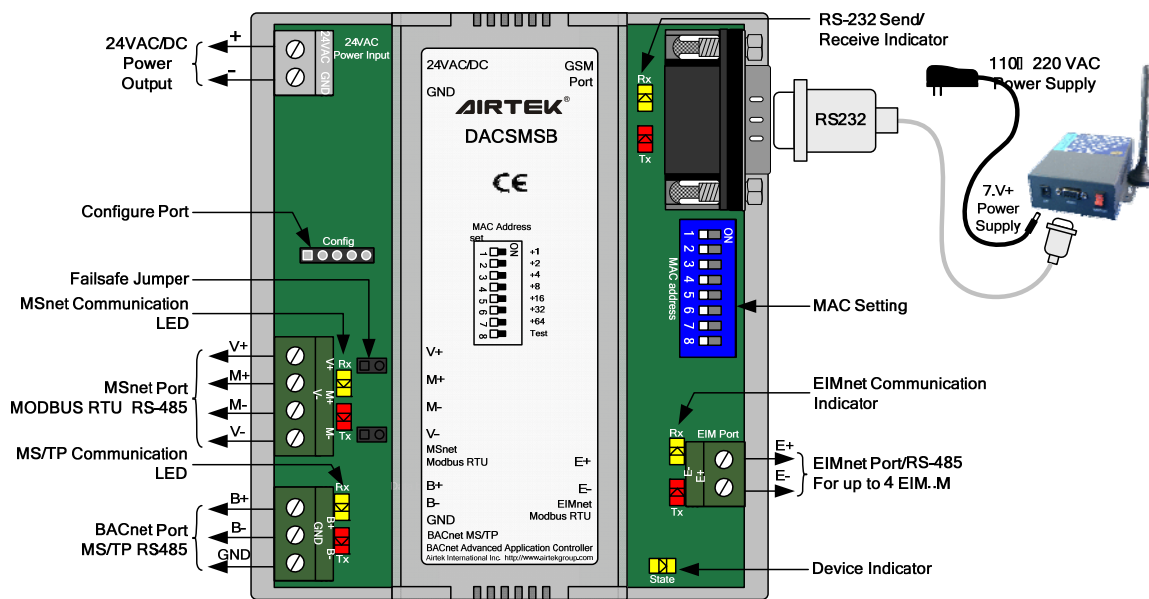 24VAC/DC
Power
Output
+
-
24VAC GND
24VAC
Power Input
Configure Port
Config
Failsafe Jumper
MSnet Communication
LED
V+
M+
M-
V-
MSnet Port
MODBUS RTU RS-485
V+
M+
V-
M-
Rx
Tx
MS/TP Communication
LED
B+
B-
GND
BACnet Port
MS/TP RS485
B+
GND
B-
Rx
Tx
24VAC/DC
GND
GSM
Port
AIRTEK®
DACSMSB
CE
MAC Address
set
ON
1 +1
2 +2
3 +4
4 +8
5 +16
6 +32
7 +64
8 Test
V+
M+
M-
V-
MSnet
Modbus RTU
B+
B-
GND
BACnet MS/TP
E+
E-
EIMnet
Modbus RTU
BACnet Advanced Application Controller
Airtek International Inc. http://www.airtekgroup.com
RS-232 Send/
Receive Indicator
Rx
Tx
RS232
110 220 VAC
Power Supply
7.V+
Power
Supply
ON
1
2
3
4
5
6
7
8
MAC address
MAC Setting
EIMnet Communication
Indicator
Rx
Tx
EIM Port
E-
E+
E+
E-
EIMnet Port/RS-485
For up to 4 EIM..M
State
Device Indicator